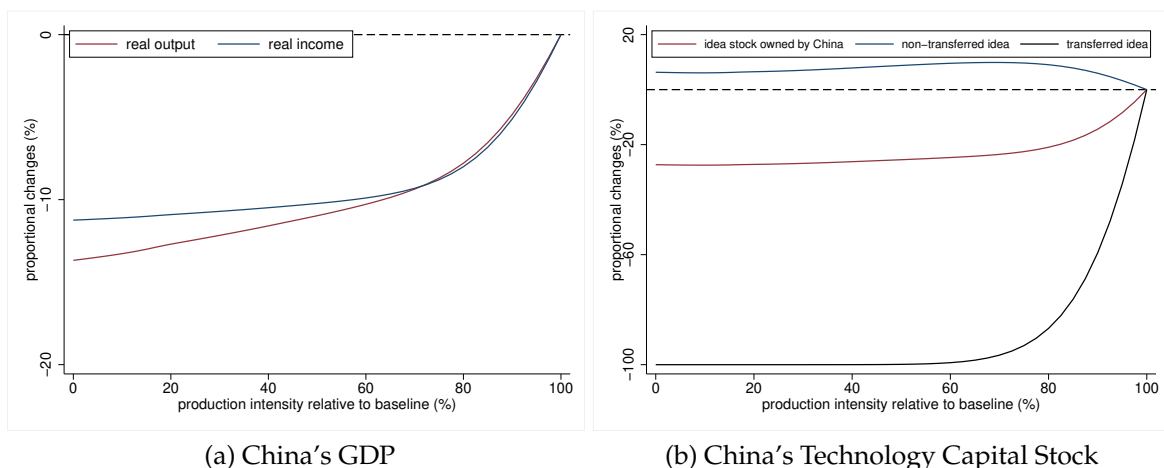 real output real income
proportional changes (%)
0
−10
−20
0 20 40 60 80 100
production intensity relative to baseline (%)
(a) China's GDP
idea stock owned by China non−transferred idea transferred idea
proportional changes (%)
20
−20
−60
−100
0 20 40 60 80 100
production intensity relative to baseline (%)
(b) China's Technology Capital Stock